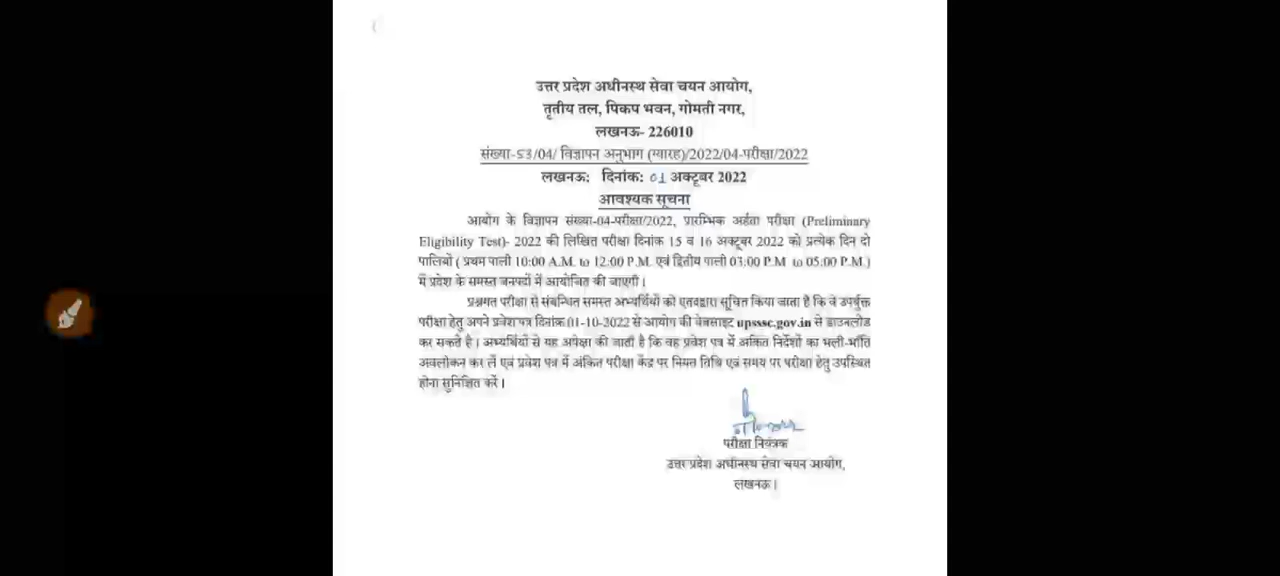 उत्तर प्रदेश अधीनस्थ सेवा चयन आयोग,
तृतीय तल, पिकप भवन, गोमती नगर,
लखनऊ- 226010
संख्या-53/04/ विज्ञापन अनुभाग (ग्यारह)/2022/04-परीक्षा/2022
लखनऊः दिनांकः 01 अक्टूबर 2022
आवश्यक सूचना
आयोग के विज्ञापन संख्या-04-परीक्षा/2022, प्रारम्भिक अर्हता परीक्षा (Preliminary
Eligibility Test)- 2022 की लिखित परीक्षा दिनांक 15 व 16 अक्टूबर 2022 को प्रत्येक दिन दो
पालियों ( प्रथम पाली 10:00 A.M. to 12:00 P.M. एवं द्वितीय पाली 03:00 P.M to 05:00 P.M.)
में प्रदेश के समस्त जनपदों में आयोजित की जाएगी।
प्रश्नगत परीक्षा से संबन्धित समस्त अभ्यर्थियों को एतदद्वारा सूचित किया जाता है कि वे उपर्युक्त
परीक्षा हेतु अपने प्रवेश पत्र दिनांक 01-10-2022 से आयोग की वेबसाइट upsssc.gov.in से डाउनलोड
कर सकते है। अभ्यर्थियों से यह अपेक्षा की जाती है कि वह प्रवेश पत्र में अंकित निर्देशों का भली-भाँति
अवलोकन कर लें एवं प्रवेश पत्र में अंकित परीक्षा केंद्र पर नियत तिथि एवं समय पर परीक्षा हेतु उपस्थित
होना सुनिश्चित करें।
परीक्षा नियंत्रक
उत्तर प्रदेश अधीनस्थ सेवा चयन आयोग,
लखनऊ।